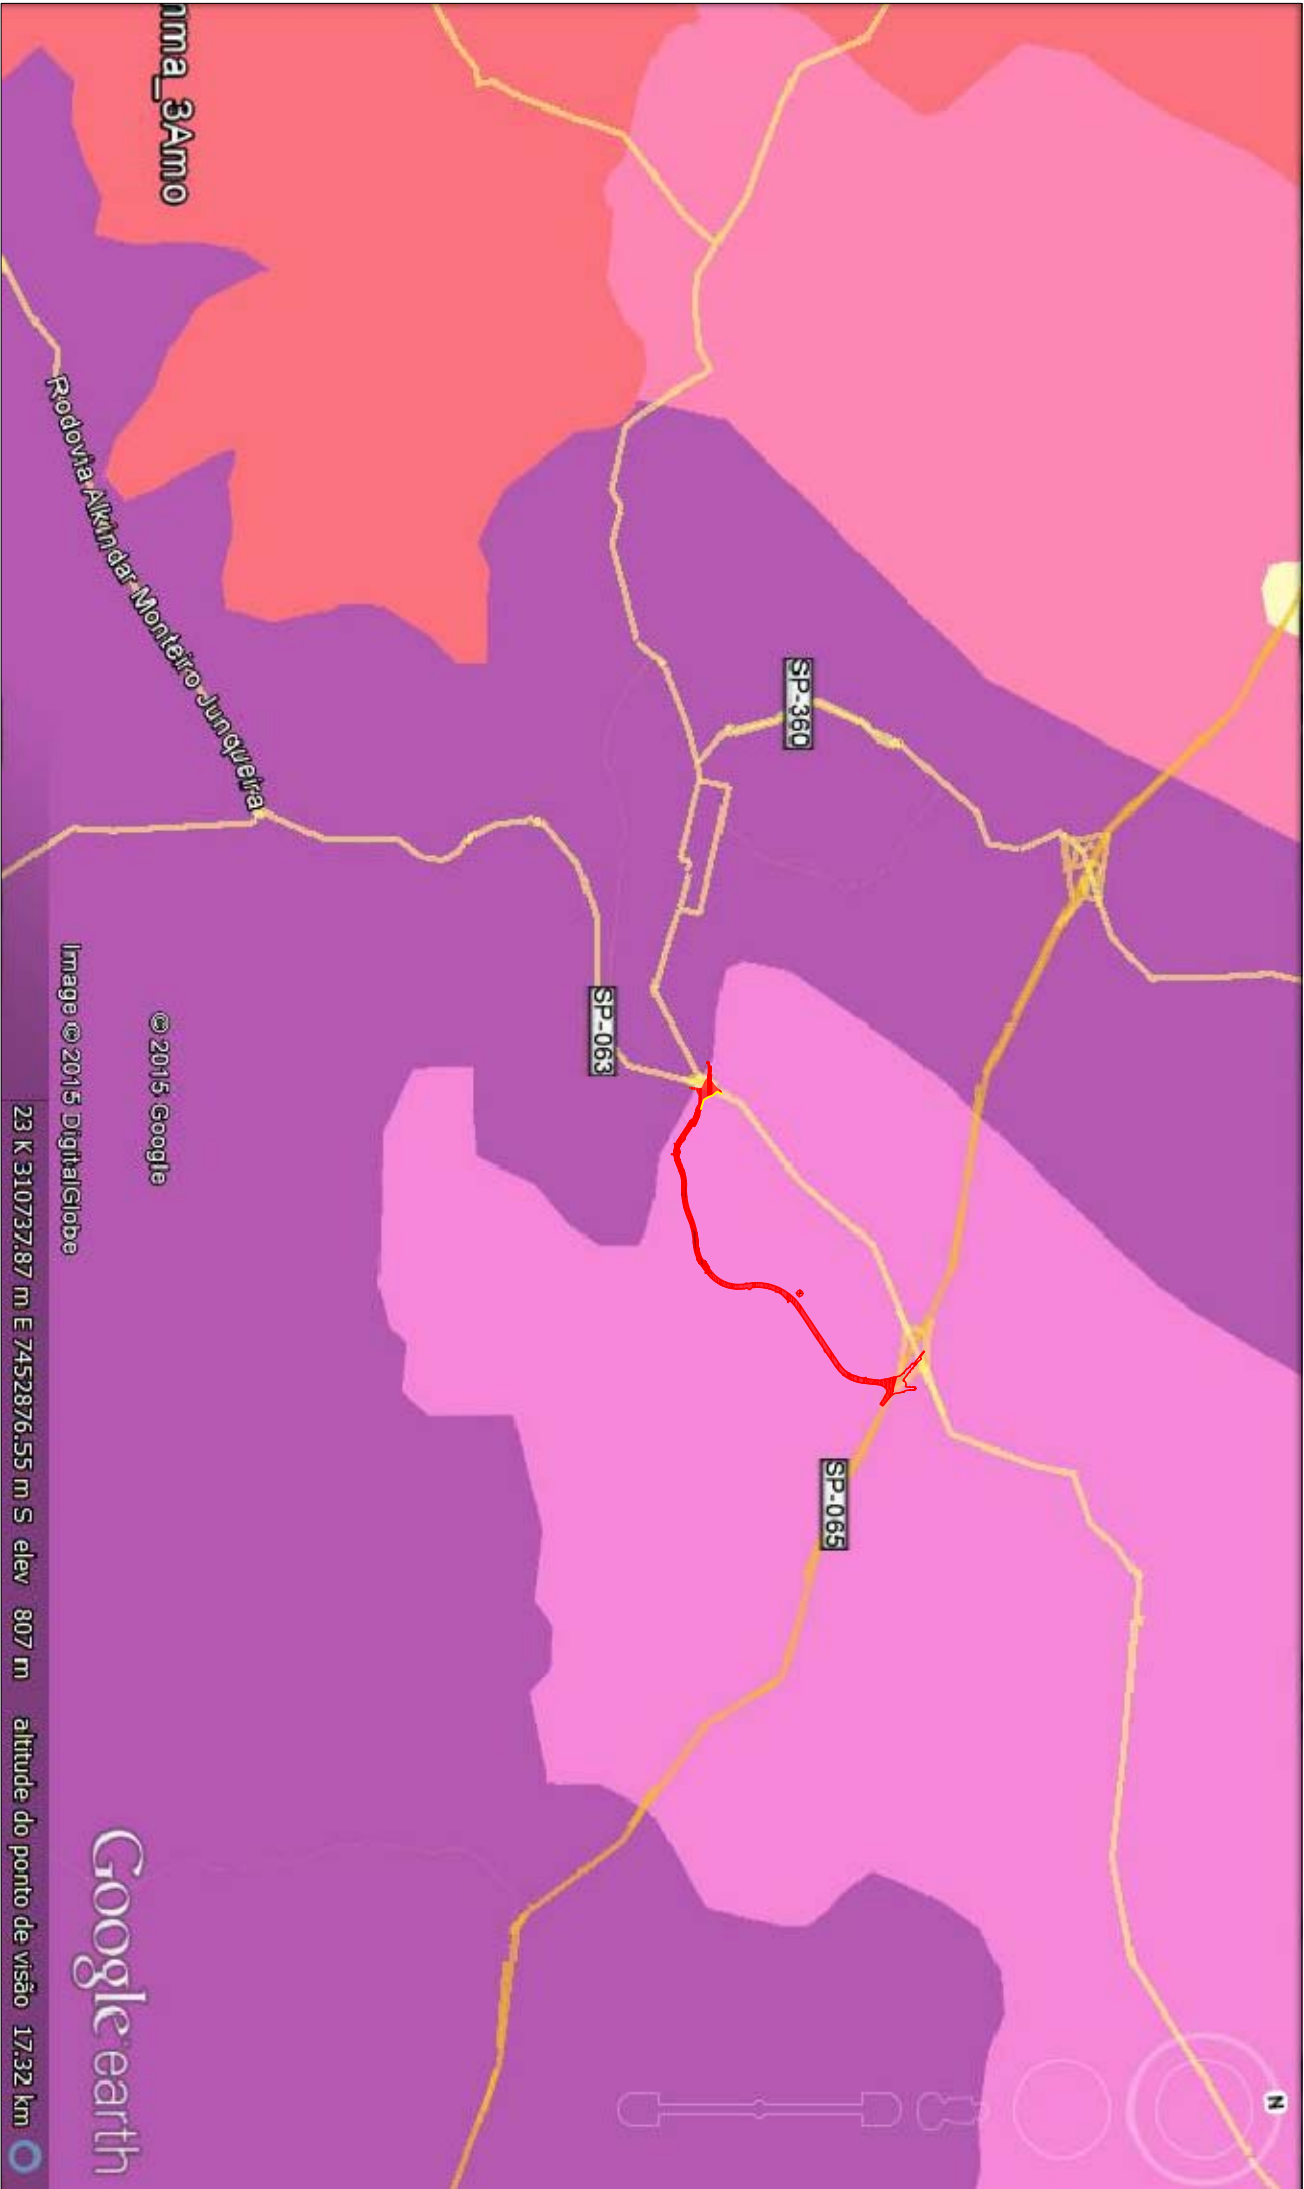 N
SP-360
SP-065
SP-063
nma_3Amo
Rodovia Alkindar Monteiro Junqueira
© 2015 Google
Image © 2015 DigitalGlobe
Google earth
23 K 310737.87 m E 7452876.55 m S elev 807 m altitude do ponto de visão 17.32 km